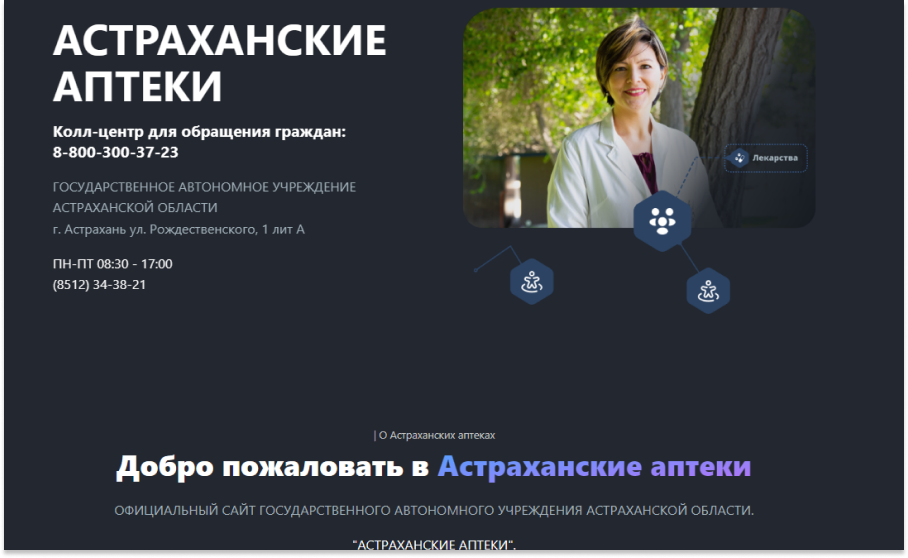 АСТРАХАНСКИЕ
АПТЕКИ
Колл-центр для обращения граждан:
8-800-300-37-23
ГОСУДАРСТВЕННОЕ АВТОНОМНОЕ УЧРЕЖДЕНИЕ
АСТРАХАНСКОЙ ОБЛАСТИ
г. Астрахань ул. Рождественского, 1 лит А
ПН-ПТ 08:30 - 17:00
(8512) 34-38-21
Лекарства
| О Астраханских аптеках
Добро пожаловать в Астраханские аптеки
ОФИЦИАЛЬНЫЙ САЙТ ГОСУДАРСТВЕННОГО АВТОНОМНОГО УЧРЕЖДЕНИЯ АСТРАХАНСКОЙ ОБЛАСТИ.
"АСТРАХАНСКИЕ АПТЕКИ".